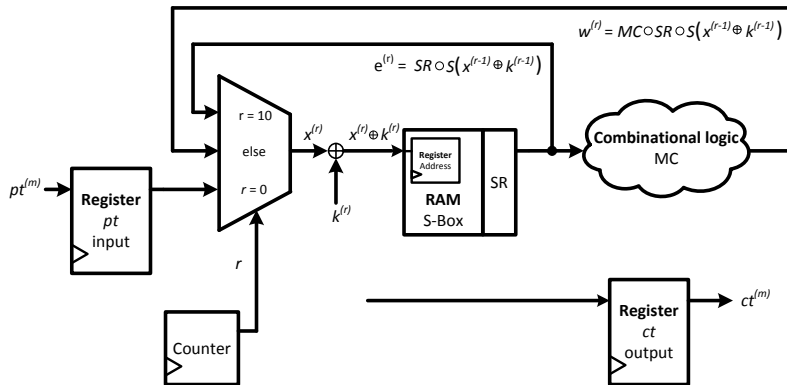 w(r) = MC○SR○S(x(r-1)⊕ k(r-1))
e(r) = SR○S(x(r-1)⊕ k(r-1))
r = 10
else
r = 0
x(r)
x(r)⊕ k(r)
k(r)
Register
Address
RAM
S-Box
SR
Combinational logic
MC
pt(m)
Register
pt
input
r
Counter
Register
ct
output
ct(m)